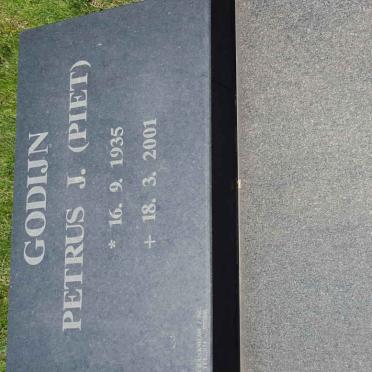 GODIJN
PETRUS J. (PIET)
* 16. 9. 1935
+ 18. 3. 2001